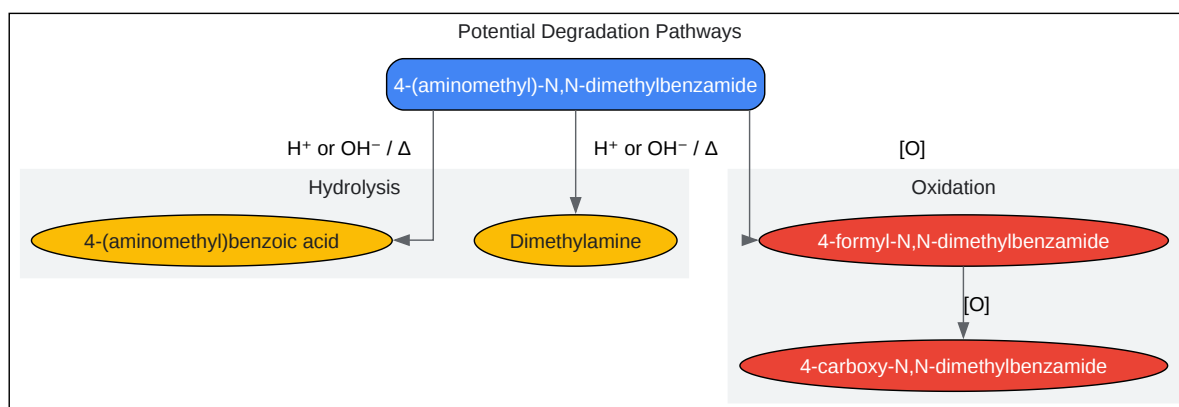 Potential Degradation Pathways
4-(aminomethyl)-N,N-dimethylbenzamide
H⁺ or OH⁻ / Δ
H⁺ or OH⁻ / Δ
[O]
Hydrolysis
Oxidation
4-(aminomethyl)benzoic acid
Dimethylamine
4-formyl-N,N-dimethylbenzamide
[O]
4-carboxy-N,N-dimethylbenzamide